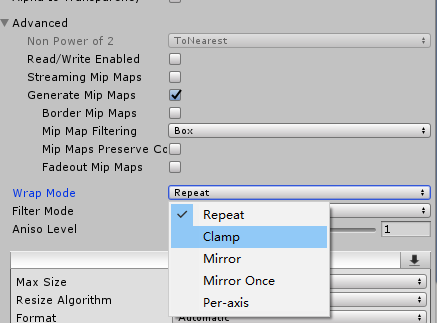 Advanced
Non Power of 2 ToNearest
Read/Write Enabled
Streaming Mip Maps
Generate Mip Maps
Border Mip Maps
Mip Map Filtering Box
Mip Maps Preserve Co
Fadeout Mip Maps
Wrap Mode Repeat
Filter Mode
Repeat
Aniso Level 1
Clamp
Mirror
Max Size
Mirror Once
Resize Algorithm
Per-axis
Format Automatic